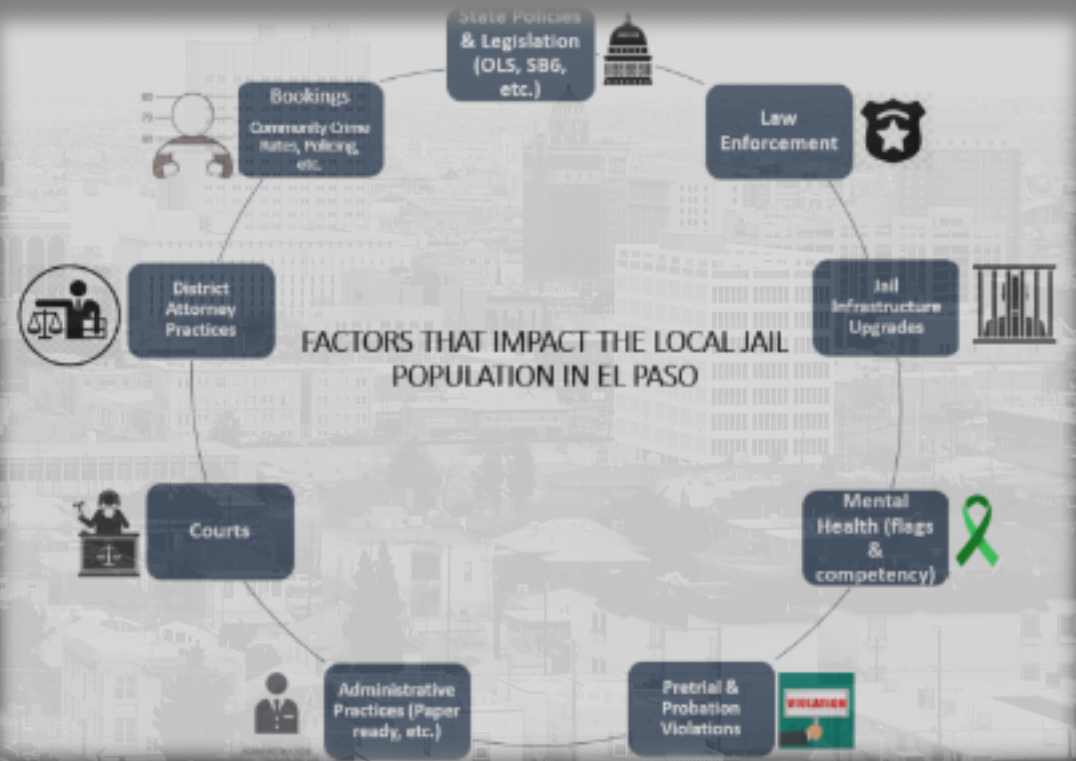 State Policies
& Legislation
(OLS, SB6,
etc.)
Bookings
Community Crime
Rates, Policing,
etc.
Law
Enforcement
District
Attorney
Practices
Jail
Infrastructure
Upgrades
FACTORS THAT IMPACT THE LOCAL JAIL
POPULATION IN EL PASO
Courts
Mental
Health (flags
&
competency)
Administrative
Practices (Paper
ready, etc.)
Pretrial &
Probation
Violations
VIOLATION